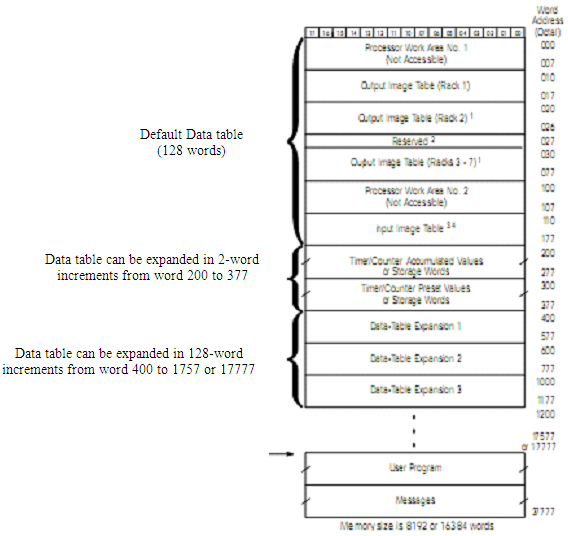 Word
Address
(Octal)
17 16 15 14 13 12 11 10 07 06 05 04 03 02 01 00
000
Processor Work Area No. 1
(Not Accessible)
007
010
Output Image Table (Rack 1)
017
020
Output Image Table (Rack 2) 1
026
Reserved 2
027
030
Output Image Table (Racks 3 - 7) 1
077
Default Data table
(128 words)
100
Processor Work Area No. 2
(Not Accessible)
107
110
nput Image Table 3 4
177
Data table can be expanded in 2-word
increments from word 200 to 377
200
Timer/Counter Accumulated Values
or Storage Words
277
300
Timer/Counter Preset Values
or Storage Words
377
Data table can be expanded in 128-word
increments from word 400 to 1757 or 17777
400
Data-Table Expansion 1
577
600
Data-Table Expansion 2
777
1000
Data-Table Expansion 3
1177
1200
17577
or 17777
User Program
Messages
37777
Memory size is 8192 or 16384 words